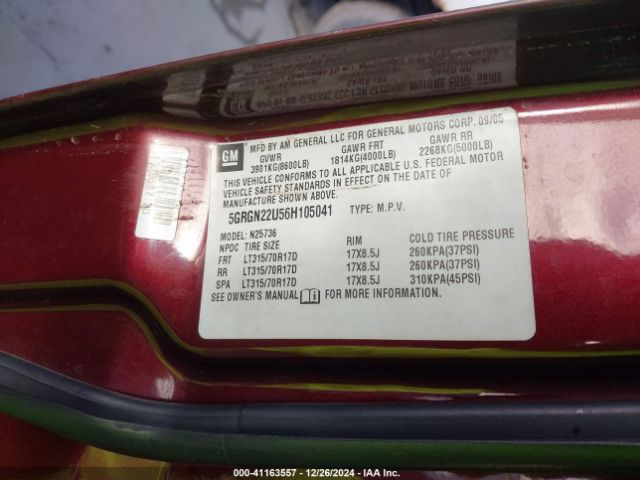 GM
MFD BY AM GENERAL LLC FOR GENERAL MOTORS CORP. 09/05
GVWR GAWR FRT GAWR RR
3901KG(8600LB) 1814KG(4000LB) 2268KG(5000LB)
THIS VEHICLE CONFORMS TO ALL APPLICABLE U.S. FEDERAL MOTOR
VEHICLE SAFETY STANDARDS IN EFFECT ON THE DATE OF
MANUFACTURE SHOWN ABOVE.
5GRGN22U56H105041 TYPE: M.P.V.
MODEL: N25736
NPDC TIRE SIZE RIM COLD TIRE PRESSURE
FRT LT315/70R17D 17X8.5J 260KPA(37PSI)
RR LT315/70R17D 17X8.5J 260KPA(37PSI)
SPA LT315/70R17D 17X8.5J 310KPA(45PSI)
SEE OWNER'S MANUAL i FOR MORE INFORMATION.
000-41163557 - 12/26/2024 - IAA Inc.